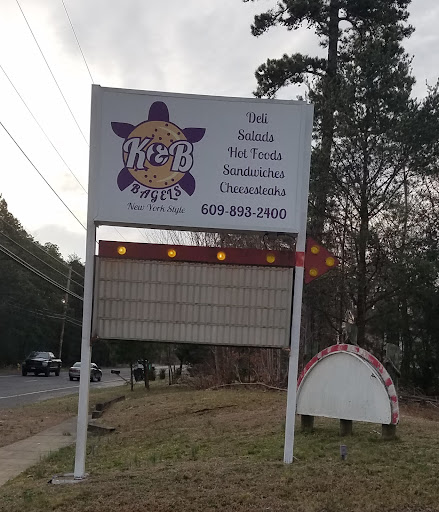 K&B
BAGELS
New York Style
Deli
Salads
Hot Foods
Sandwiches
Cheesesteaks
609-893-2400